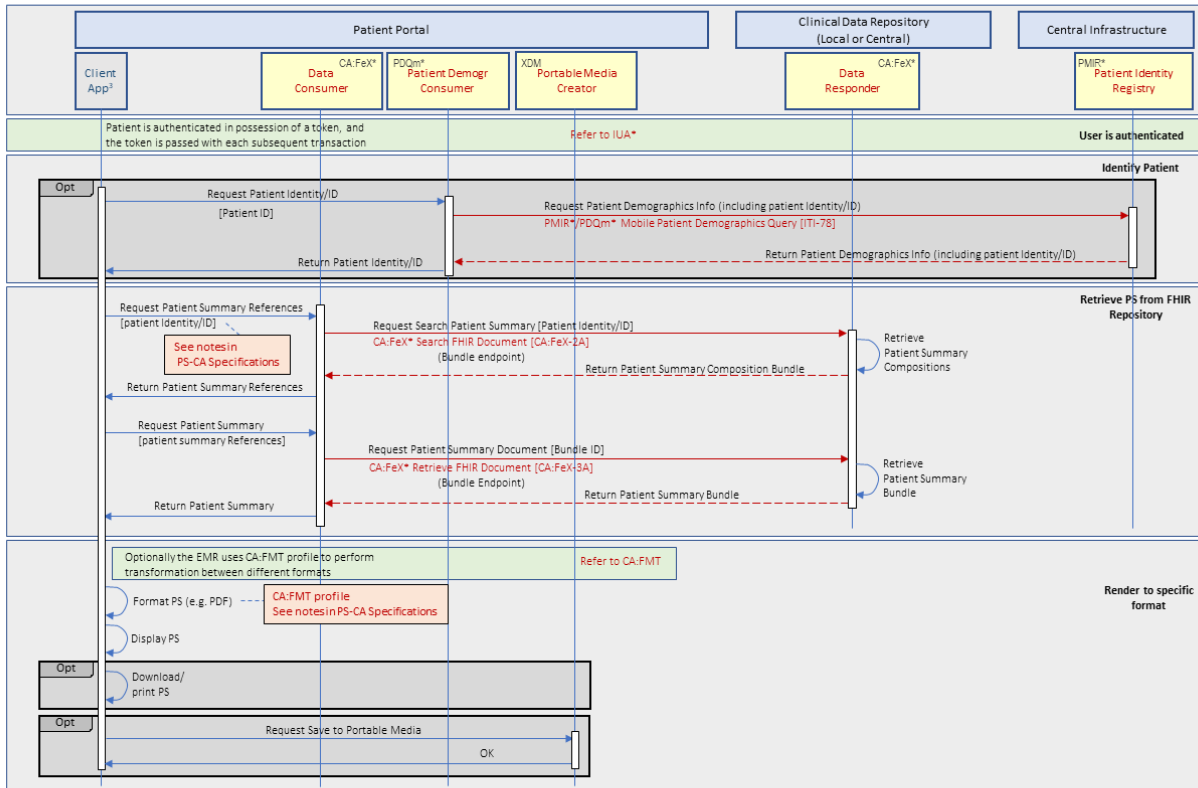 Patient Portal
Clinical Data Repository
(Local or Central)
Central Infrastructure
Client
App³
CA:FeX*
Data
Consumer
PDQm*
Patient Demogr
Consumer
XDM
Portable Media
Creator
CA:FeX*
Data
Responder
PMIR*
Patient Identity
Registry
Patient is authenticated in possession of a token, and
the token is passed with each subsequent transaction
Refer to IUA*
User is authenticated
Identify Patient
Opt
Request Patient Identity/ID
[Patient ID]
Request Patient Demographics Info (including patient Identity/ID)
PMIR*/PDQm* Mobile Patient Demographics Query [ITI-78]
Return Patient Demographics Info (including patient Identity/ID)
Return Patient Identity/ID
Retrieve PS from FHIR
Repository
Request Patient Summary References
[patient Identity/ID]
See notes in
PS-CA Specifications
Request Search Patient Summary [Patient Identity/ID]
CA:FeX* Search FHIR Document [CA:FeX-2A]
(Bundle endpoint)
Retrieve
Patient Summary
Compositions
Return Patient Summary Composition Bundle
Return Patient Summary References
Request Patient Summary
[patient summary References]
Request Patient Summary Document [Bundle ID]
CA:FeX* Retrieve FHIR Document [CA:FeX-3A]
(Bundle Endpoint)
Retrieve
Patient Summary
Bundle
Return Patient Summary Bundle
Return Patient Summary
Optionally the EMR uses CA:FMT profile to perform
transformation between different formats
Refer to CA:FMT
Render to specific
format
Format PS (e.g. PDF)
CA:FMT profile
See notes in PS-CA Specifications
Display PS
Opt
Download/
print PS
Opt
Request Save to Portable Media
OK